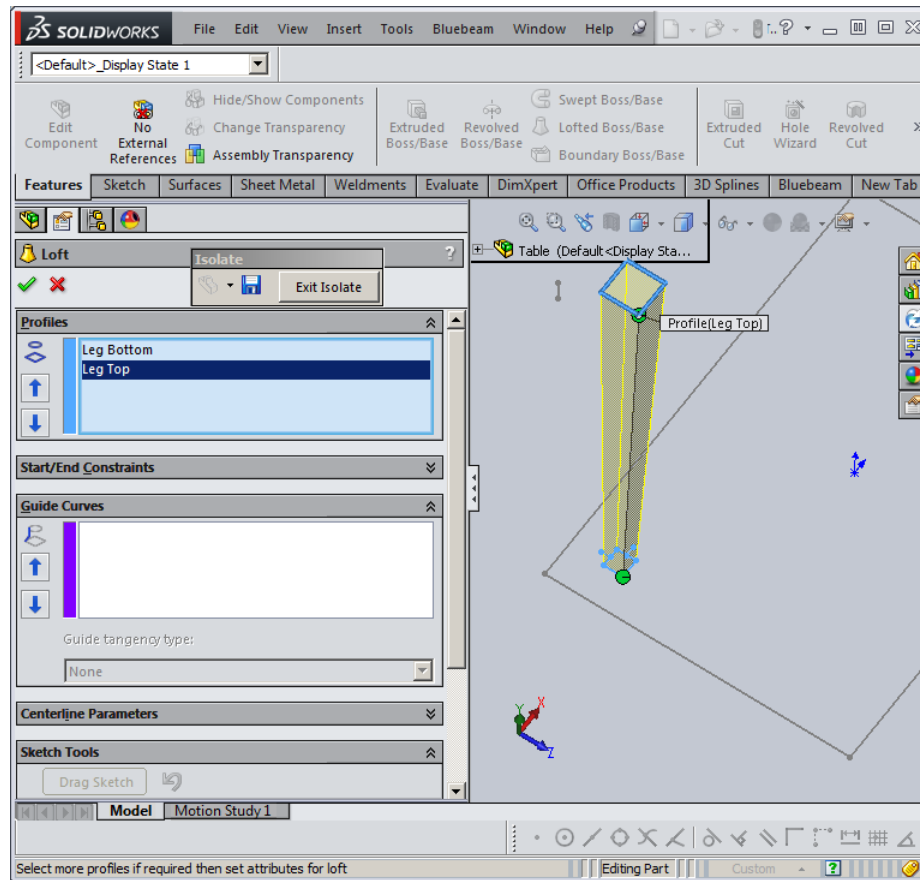 SOLIDWORKS File Edit View Insert Tools Bluebeam Window Help
<Default>_Display State 1
Edit Component
No External References
Hide/Show Components
Change Transparency
Assembly Transparency
Extruded Boss/Base
Revolved Boss/Base
Swept Boss/Base
Lofted Boss/Base
Boundary Boss/Base
Extruded Cut
Hole Wizard
Revolved Cut
Features Sketch Surfaces Sheet Metal Weldments Evaluate DimXpert Office Products 3D Splines Bluebeam New Tab
Table (Default<Display Sta...
Loft ?
Isolate
Exit Isolate
Profiles
Leg Bottom
Leg Top
Profile(Leg Top)
Start/End Constraints
Guide Curves
Guide tangency type:
None
Centerline Parameters
Sketch Tools
Drag Sketch
Y X Z
Model Motion Study 1
Select more profiles if required then set attributes for loft Editing Part Custom ?